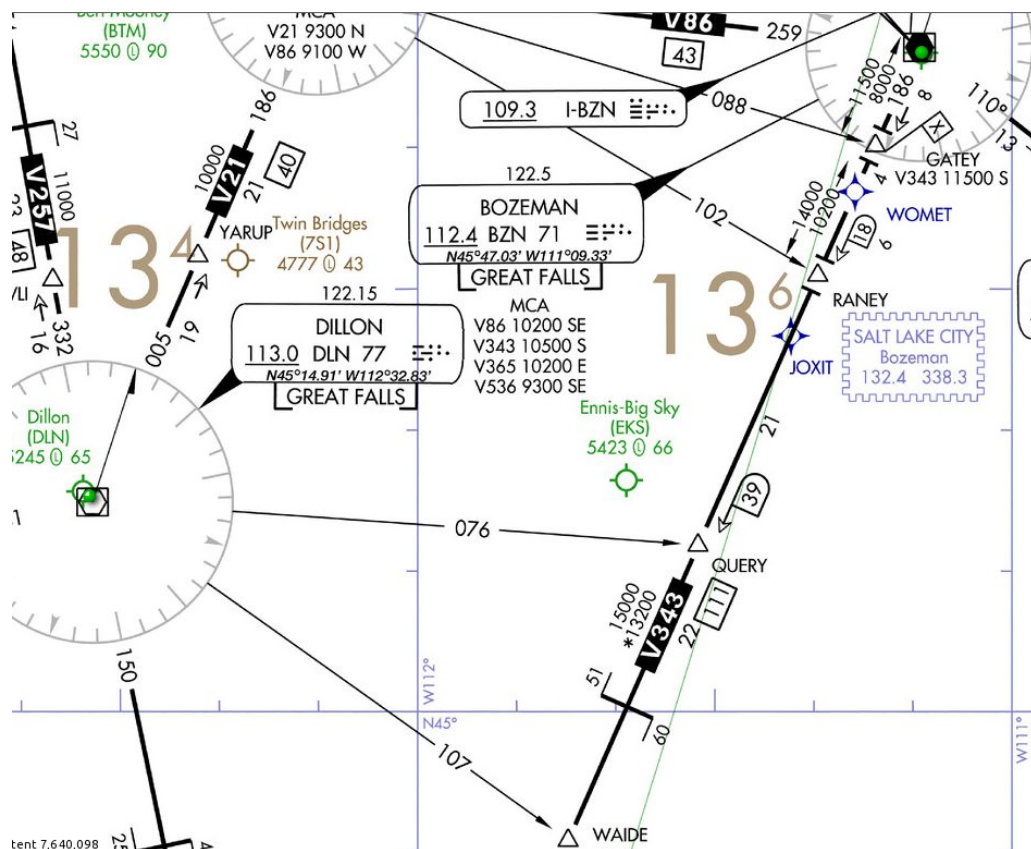 Bert Mooney
(BTM)
5550 Ⓛ 90
MCA
V21 9300 N
V86 9100 W
V86
43
259
186
27
V257
11000
23
48
16
332
10000
V21
21
40
109.3 I-BZN
088
11500
8000
186
8
110°
13
X
GATEY
V343 11500 S
4
WOMET
14000
10200
18
6
122.5
BOZEMAN
112.4 BZN 71
N45°47.03' W111°09.33'
GREAT FALLS
102
13⁴
YARUP
Twin Bridges
(7S1)
4777 Ⓛ 43
19
005
13⁶
RANEY
JOXIT
SALT LAKE CITY
Bozeman
132.4 338.3
122.15
DILLON
113.0 DLN 77
N45°14.91' W112°32.83'
GREAT FALLS
MCA
V86 10200 SE
V343 10500 S
V365 10200 E
V536 9300 SE
Dillon
(DLN)
5245 Ⓛ 65
Ennis-Big Sky
(EKS)
5423 Ⓛ 66
21
39
076
QUERY
15000
*13200
V343
22
111
51
60
150
W112°
N45°
W111°
107
WAIDE
25
4
tent 7,640,098